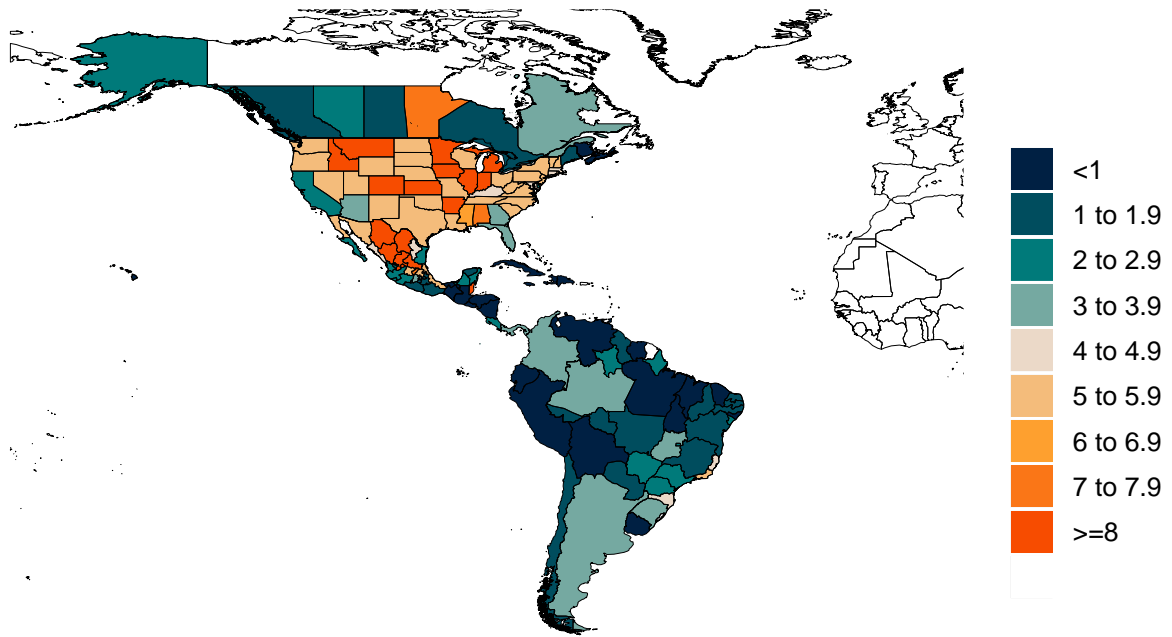 <1
1 to 1.9
2 to 2.9
3 to 3.9
4 to 4.9
5 to 5.9
6 to 6.9
7 to 7.9
>=8